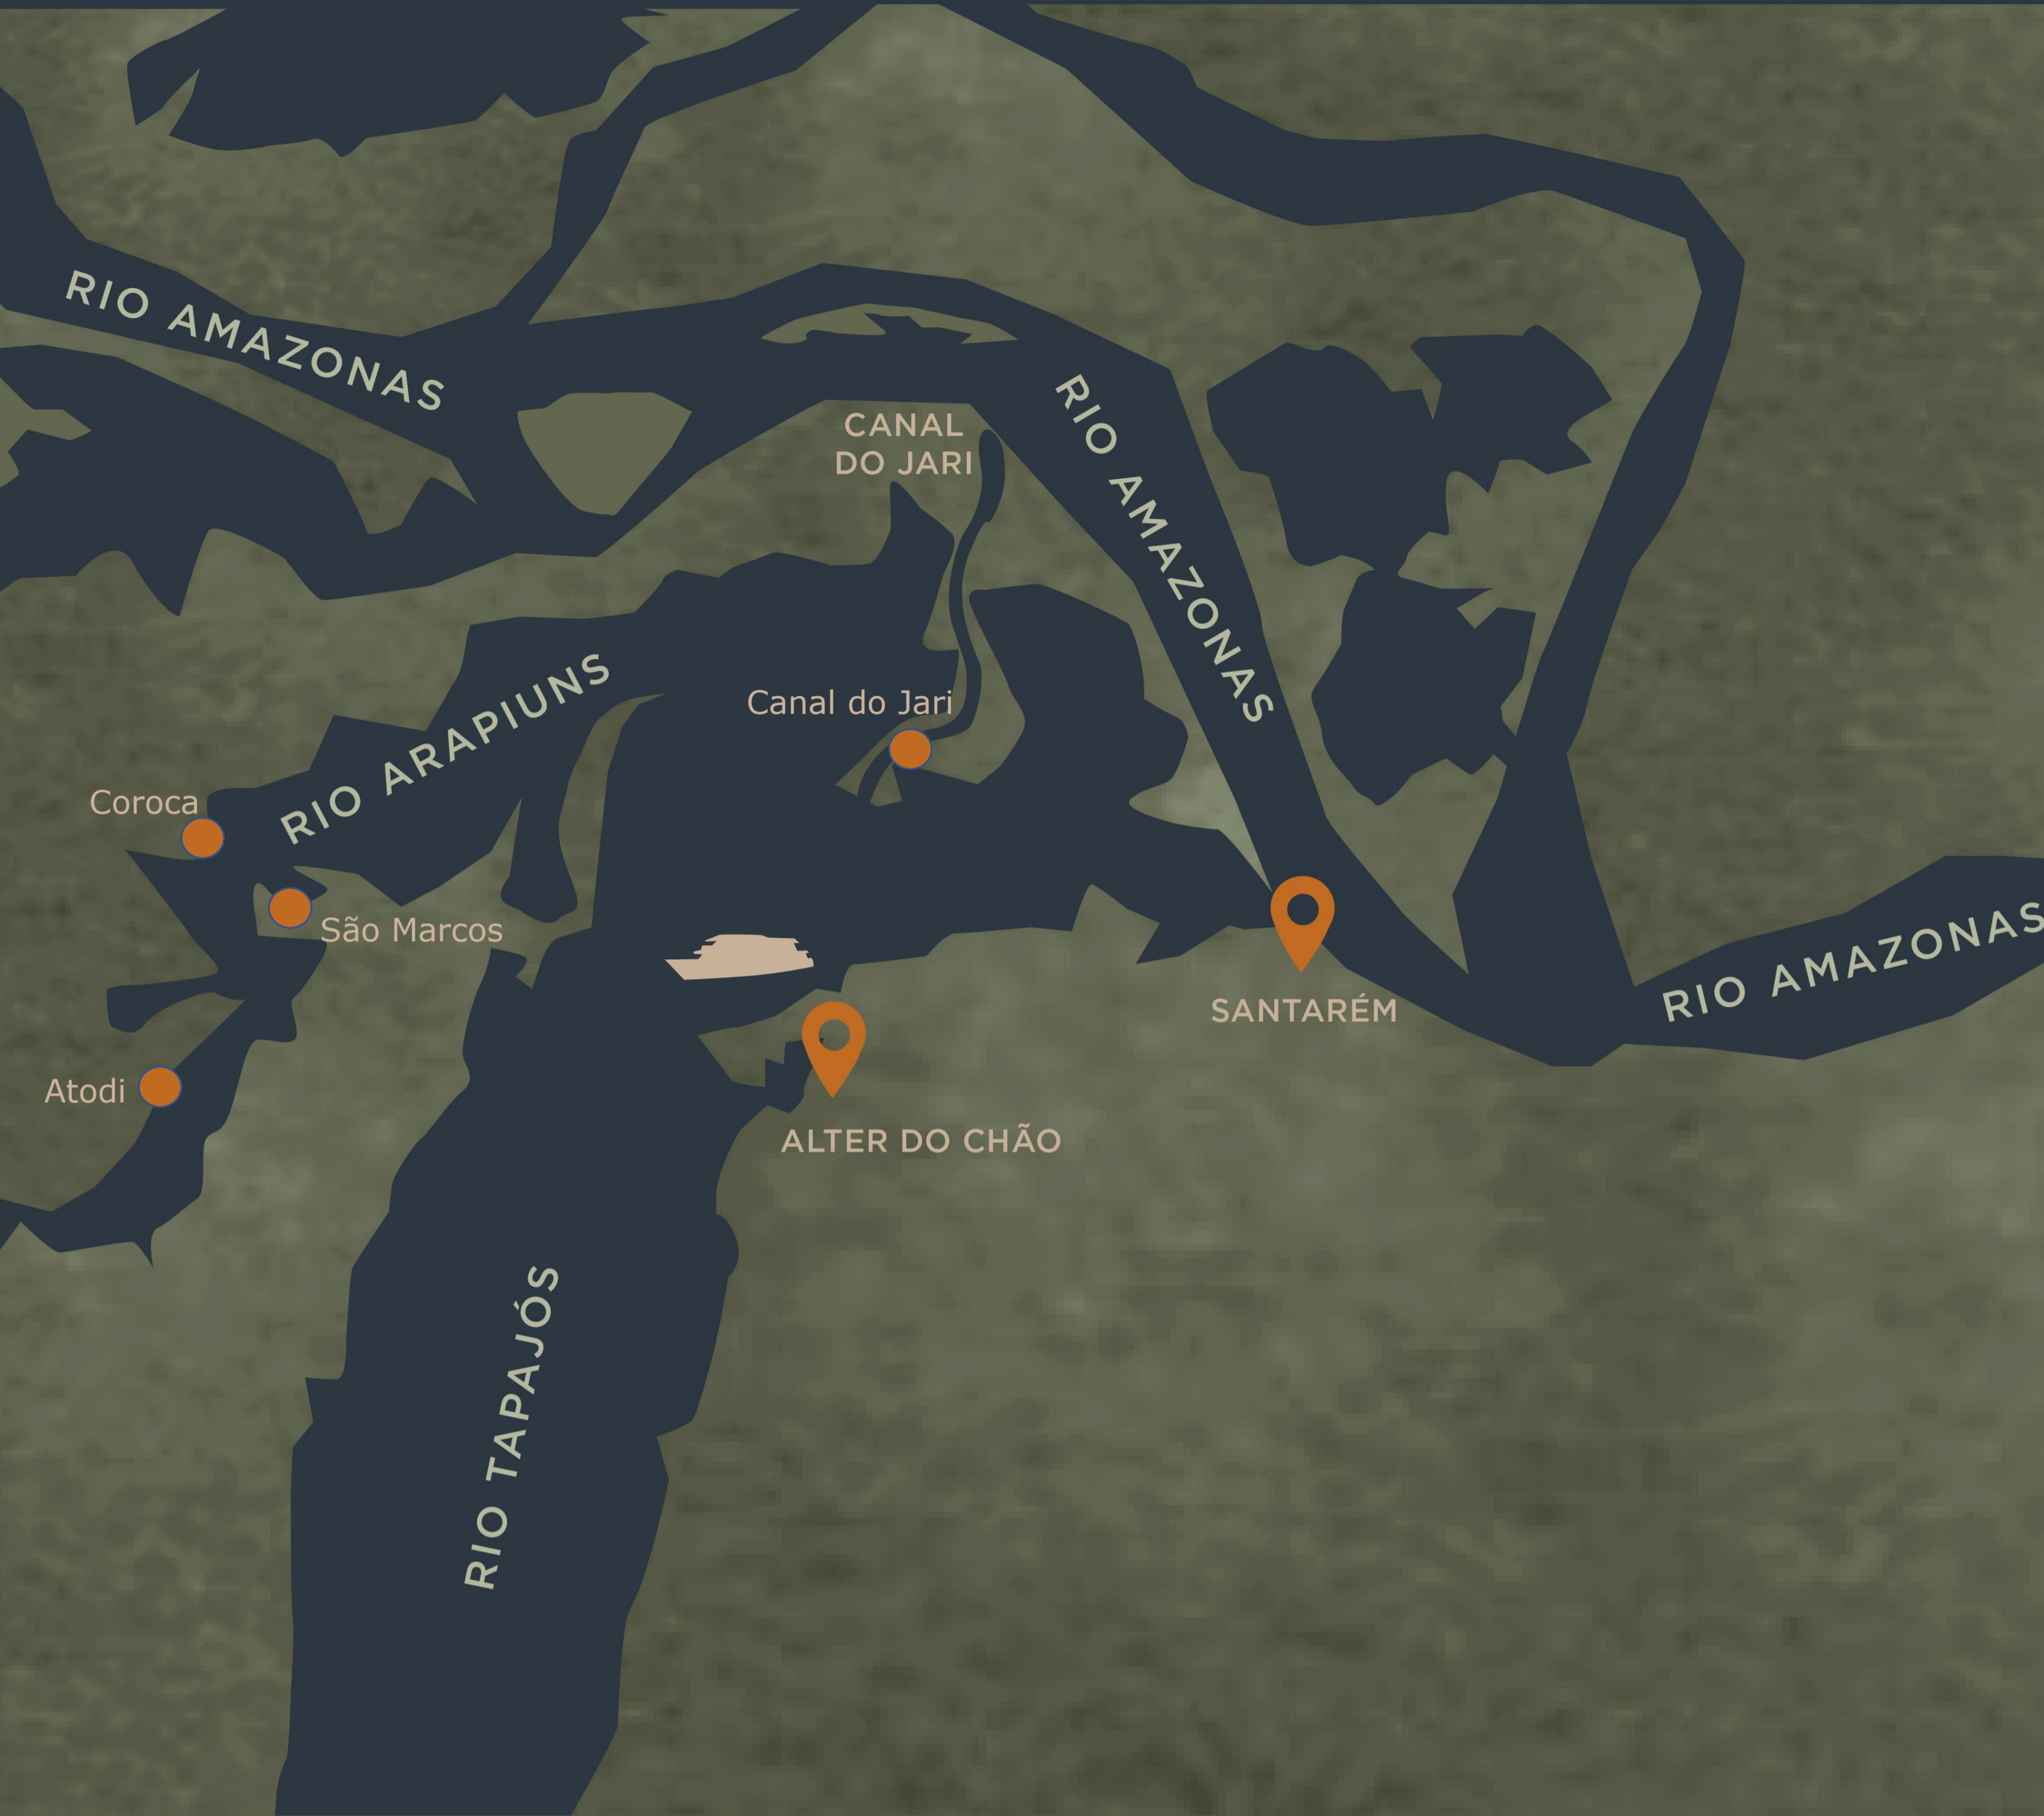 RIO AMAZONAS
CANAL
DO JARI
RIO AMAZONAS
RIO ARAPIUNS
Canal do Jari
Coroca
São Marcos
RIO AMAZONAS
SANTARÉM
Atodi
ALTER DO CHÃO
RIO TAPAJÓS